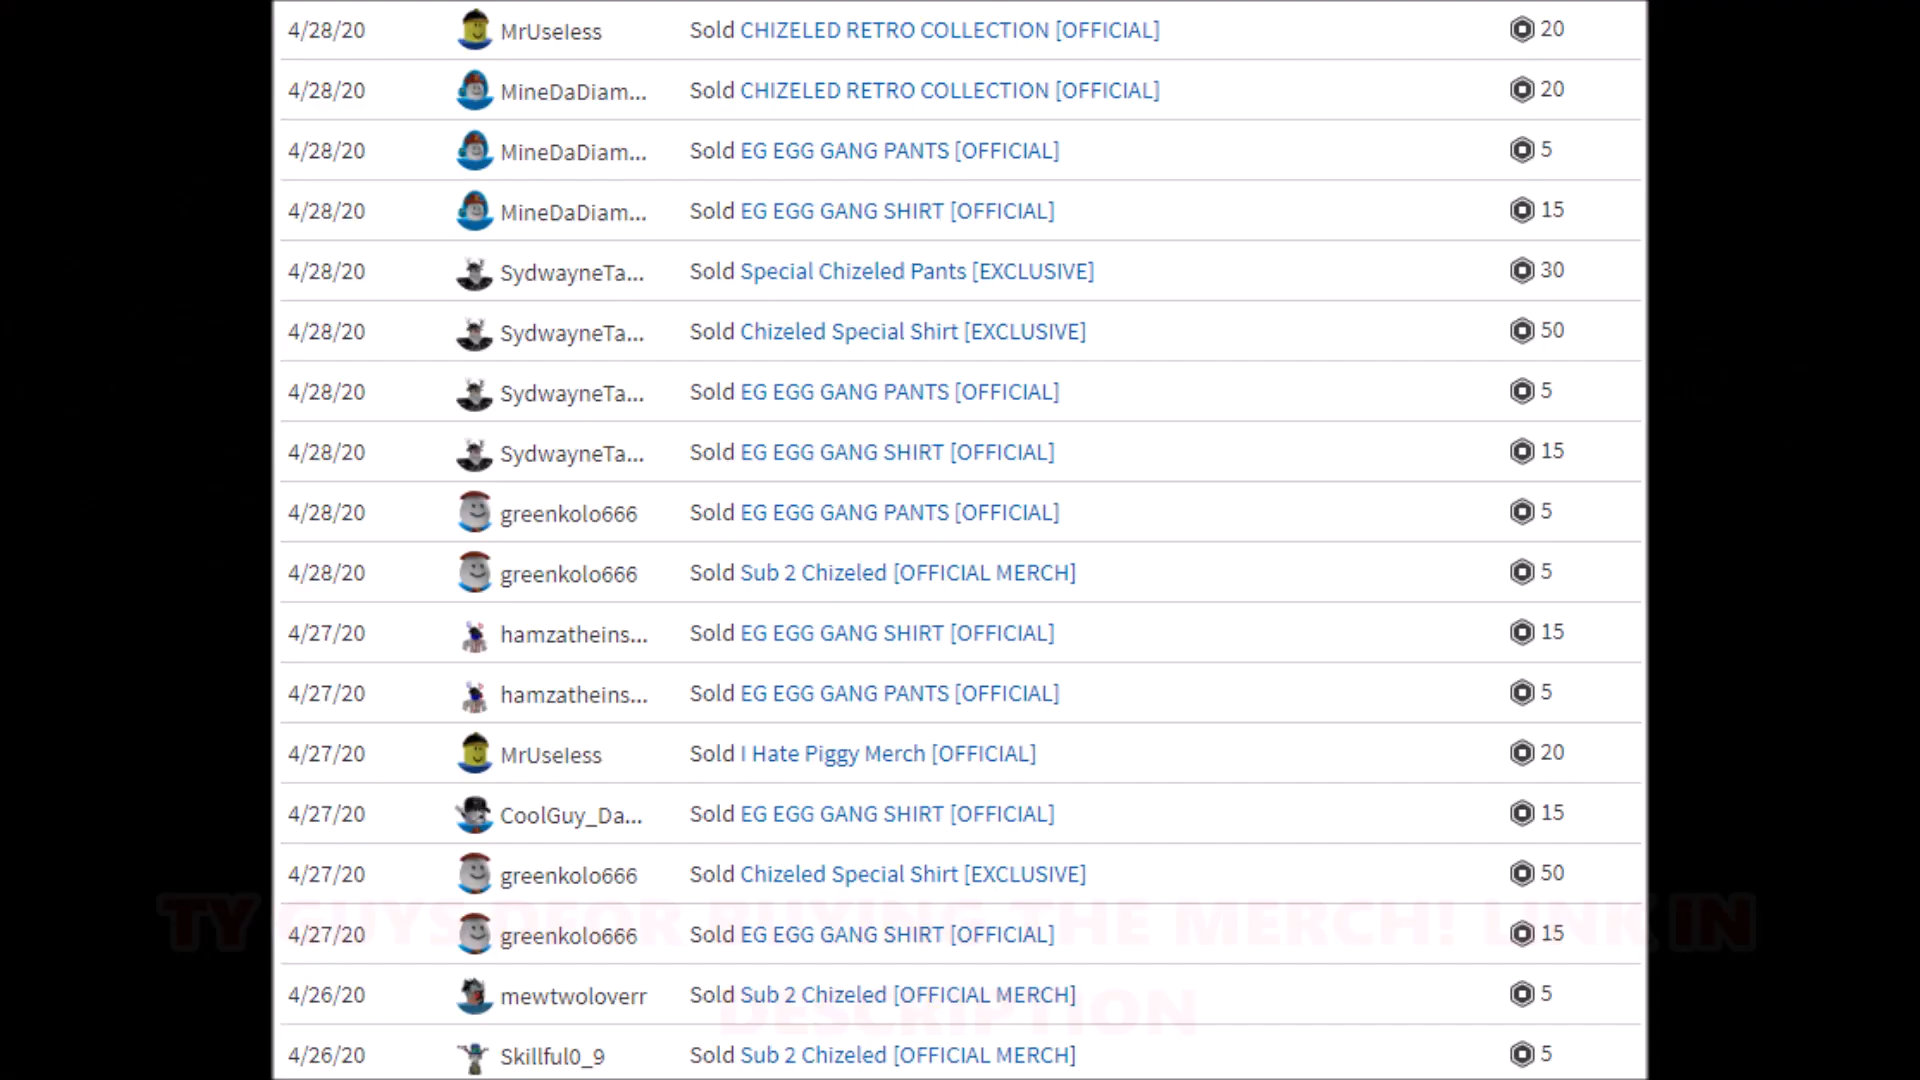 4/28/20 MrUseless Sold CHIZELED RETRO COLLECTION [OFFICIAL] 20
4/28/20 MineDaDiam... Sold CHIZELED RETRO COLLECTION [OFFICIAL] 20
4/28/20 MineDaDiam... Sold EG EGG GANG PANTS [OFFICIAL] 5
4/28/20 MineDaDiam... Sold EG EGG GANG SHIRT [OFFICIAL] 15
4/28/20 SydwayneTa... Sold Special Chizeled Pants [EXCLUSIVE] 30
4/28/20 SydwayneTa... Sold Chizeled Special Shirt [EXCLUSIVE] 50
4/28/20 SydwayneTa... Sold EG EGG GANG PANTS [OFFICIAL] 5
4/28/20 SydwayneTa... Sold EG EGG GANG SHIRT [OFFICIAL] 15
4/28/20 greenkolo666 Sold EG EGG GANG PANTS [OFFICIAL] 5
4/28/20 greenkolo666 Sold Sub 2 Chizeled [OFFICIAL MERCH] 5
4/27/20 hamzatheins... Sold EG EGG GANG SHIRT [OFFICIAL] 15
4/27/20 hamzatheins... Sold EG EGG GANG PANTS [OFFICIAL] 5
4/27/20 MrUseless Sold I Hate Piggy Merch [OFFICIAL] 20
4/27/20 CoolGuy_Da... Sold EG EGG GANG SHIRT [OFFICIAL] 15
4/27/20 greenkolo666 Sold Chizeled Special Shirt [EXCLUSIVE] 50
4/27/20 greenkolo666 Sold EG EGG GANG SHIRT [OFFICIAL] 15
4/26/20 mewtwoloverr Sold Sub 2 Chizeled [OFFICIAL MERCH] 5
4/26/20 Skillful0_9 Sold Sub 2 Chizeled [OFFICIAL MERCH] 5
TY GUYS FOR BUYING THE MERCH! LINK IN
DESCRIPTION